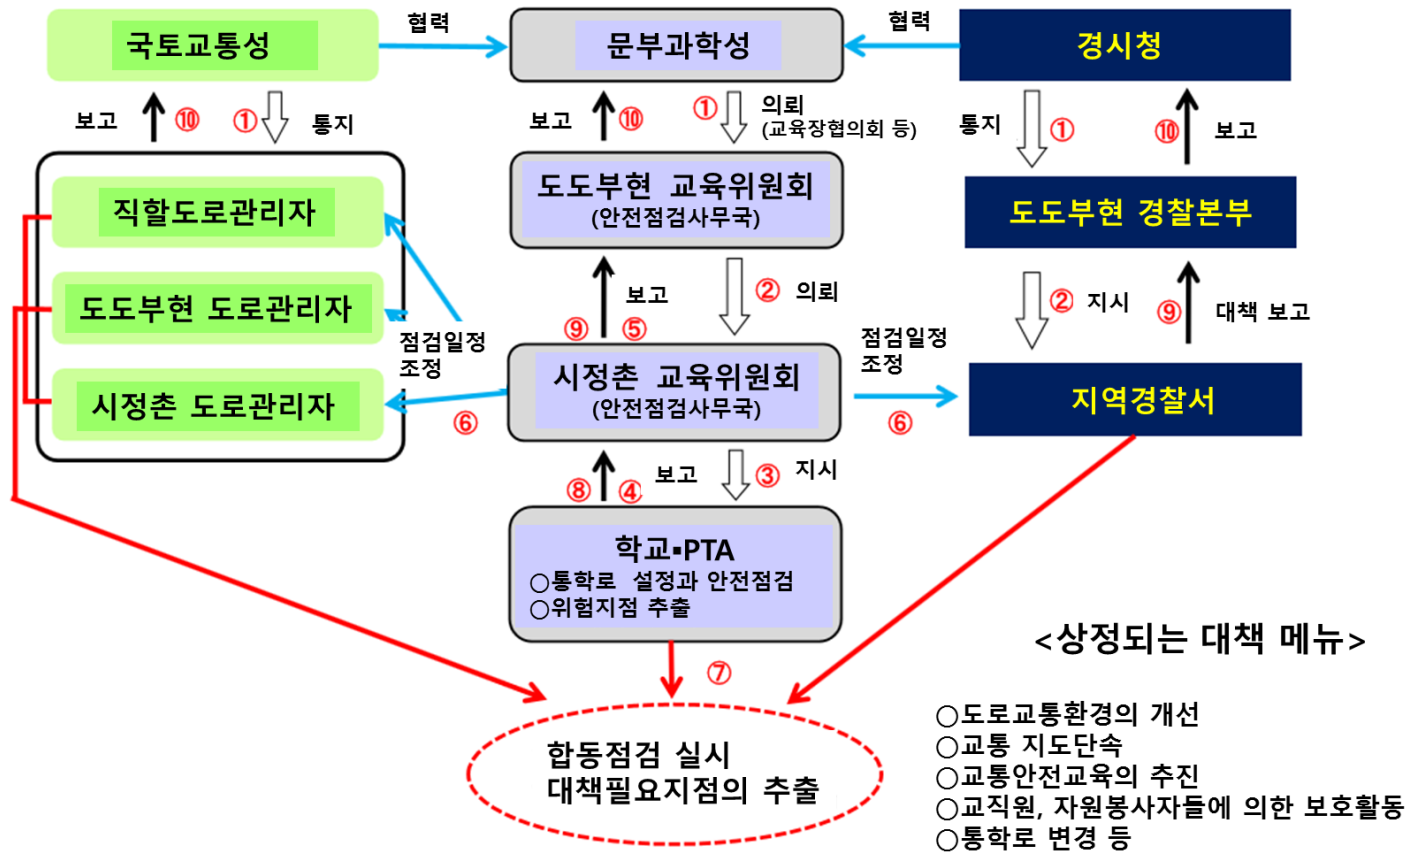 국토교통성
협력
문부과학성
협력
경시청
보고
⑩
①
통지
보고
⑩
①
의뢰
(교육장협의회 등)
통지
①
⑩
보고
직할도로관리자
도도부현 교육위원회
(안전점검사무국)
도도부현 경찰본부
도도부현 도로관리자
점검일정
조정
보고
⑨
⑤
②
의뢰
점검일정
조정
②
지시
⑨
대책 보고
시정촌 도로관리자
⑥
시정촌 교육위원회
(안전점검사무국)
⑥
지역경찰서
⑧
④
보고
③
지시
학교▪PTA
○통학로 설정과 안전점검
○위험지점 추출
⑦
합동점검 실시
대책필요지점의 추출
<상정되는 대책 메뉴>
○도로교통환경의 개선
○교통 지도단속
○교통안전교육의 추진
○교직원, 자원봉사자들에 의한 보호활동
○통학로 변경 등